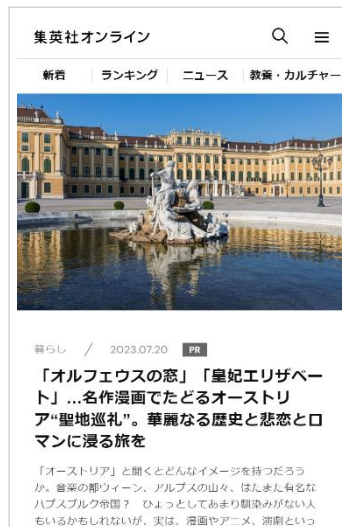 集英社オンライン
新着 ランキング ニュース 教養・カルチャー
暮らし / 2023.07.20 PR
「オルフェウスの窓」「皇妃エリザベー
ト」…名作漫画でたどるオーストリ
ア“聖地巡礼”。華麗なる歴史と悲恋とロ
マンに浸る旅を
「オーストリア」と聞くとどんなイメージを持つだろう
か。音楽の都ウィーン、アルプスの山々、はたまた有名な
ハプスブルク帝国？ ひょっとしてあまり馴染みがない人
もいるかもしれないが、実は、漫画やアニメ、演劇といっ